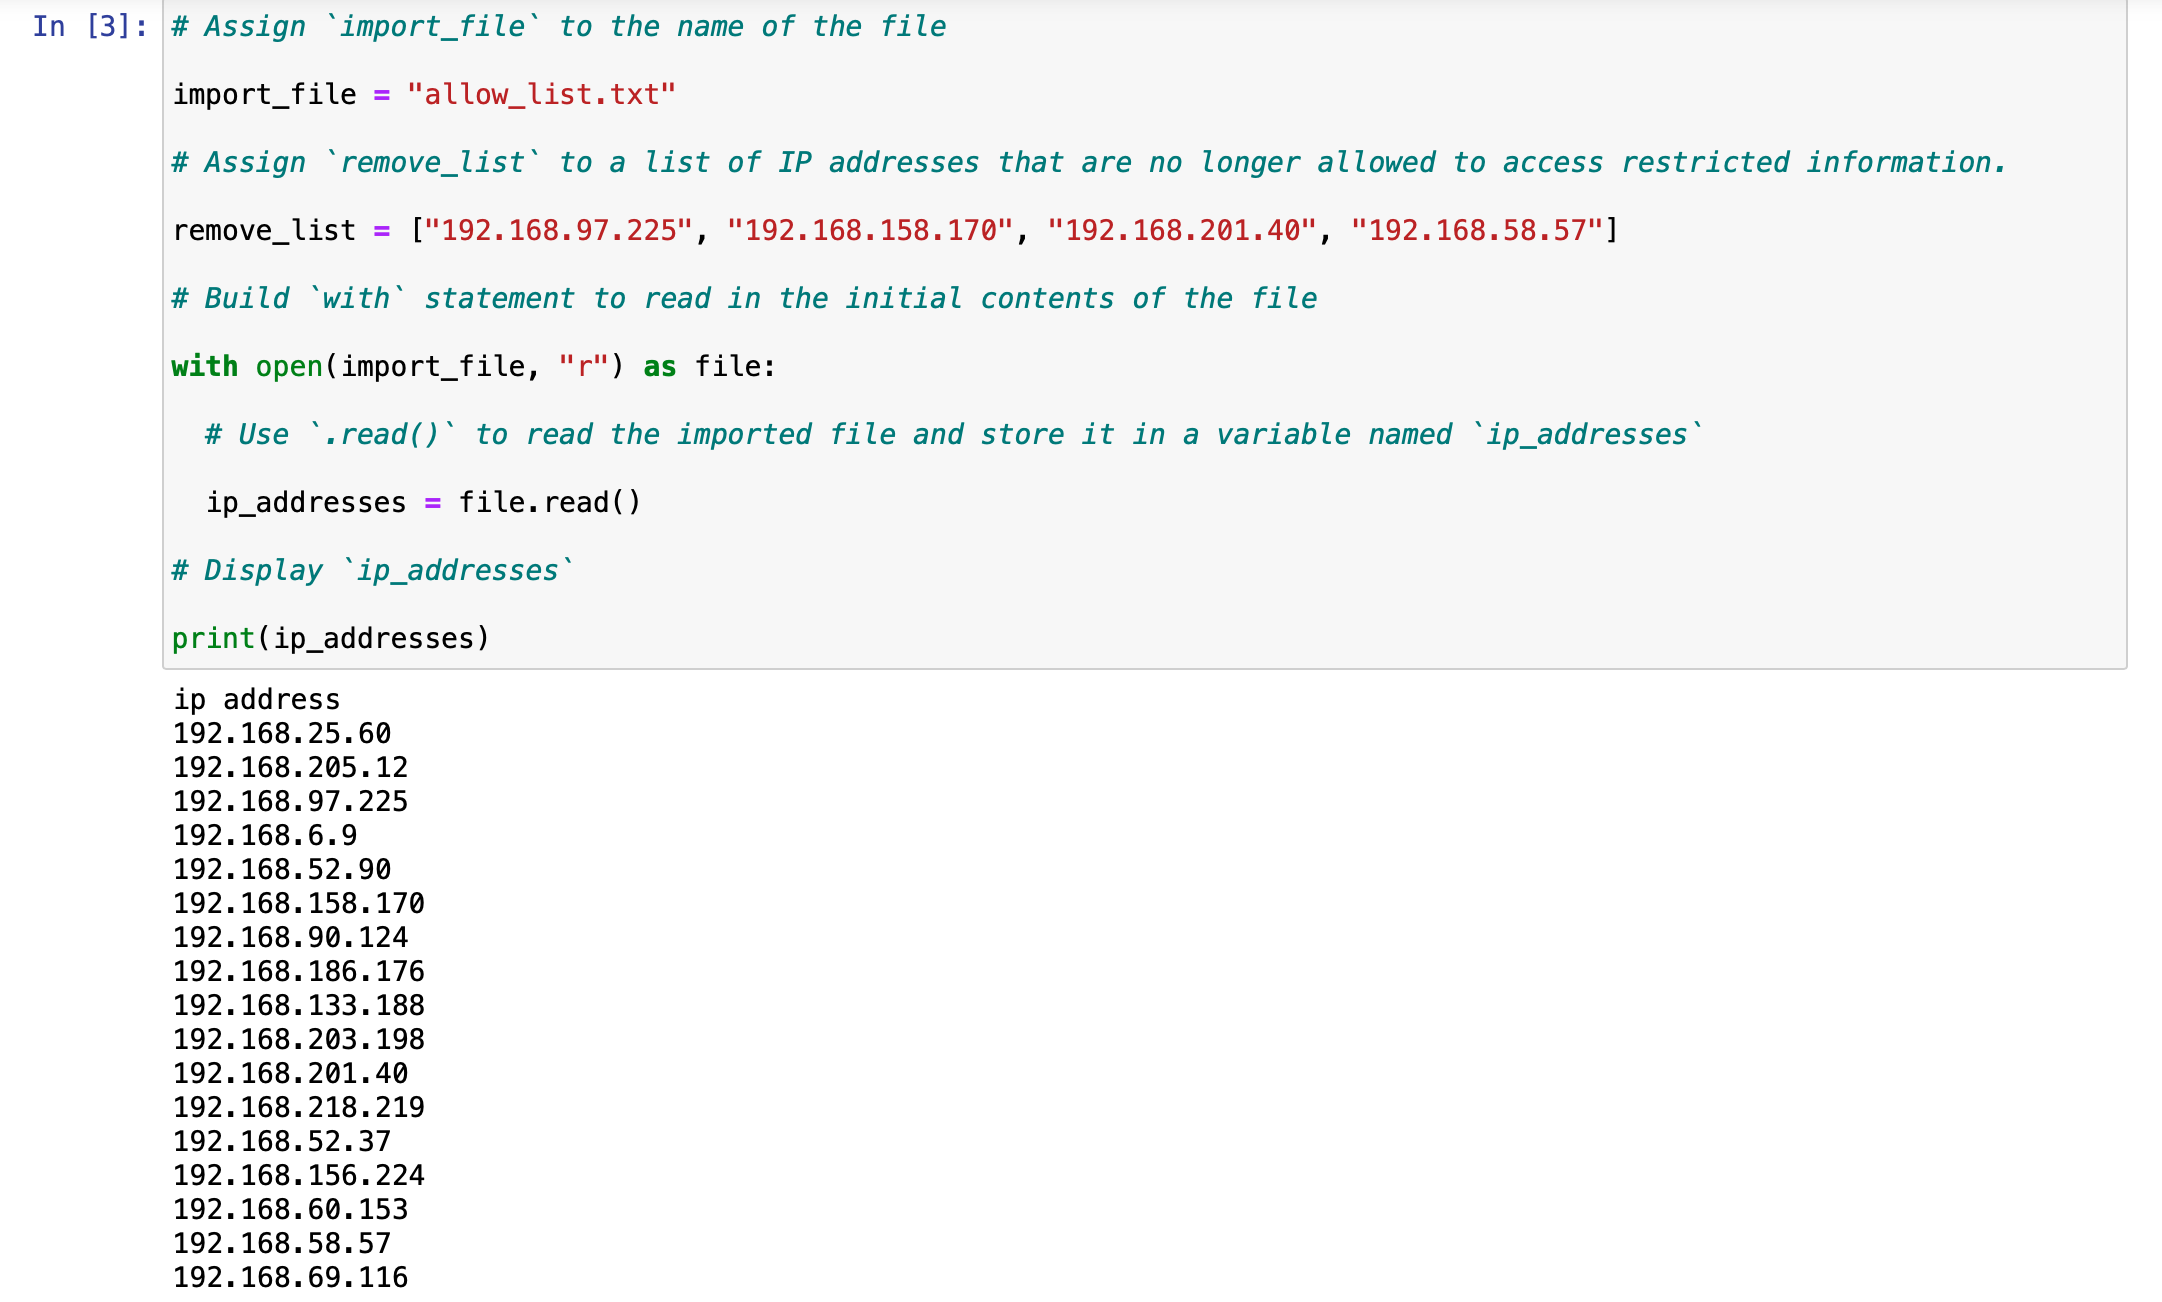 In [3]:
# Assign `import_file` to the name of the file
import_file = "allow_list.txt"
# Assign `remove_list` to a list of IP addresses that are no longer allowed to access restricted information.
remove_list = ["192.168.97.225", "192.168.158.170", "192.168.201.40", "192.168.58.57"]
# Build `with` statement to read in the initial contents of the file
with open(import_file, "r") as file:
  # Use `.read()` to read the imported file and store it in a variable named `ip_addresses`
  ip_addresses = file.read()
# Display `ip_addresses`
print(ip_addresses)
ip address
192.168.25.60
192.168.205.12
192.168.97.225
192.168.6.9
192.168.52.90
192.168.158.170
192.168.90.124
192.168.186.176
192.168.133.188
192.168.203.198
192.168.201.40
192.168.218.219
192.168.52.37
192.168.156.224
192.168.60.153
192.168.58.57
192.168.69.116